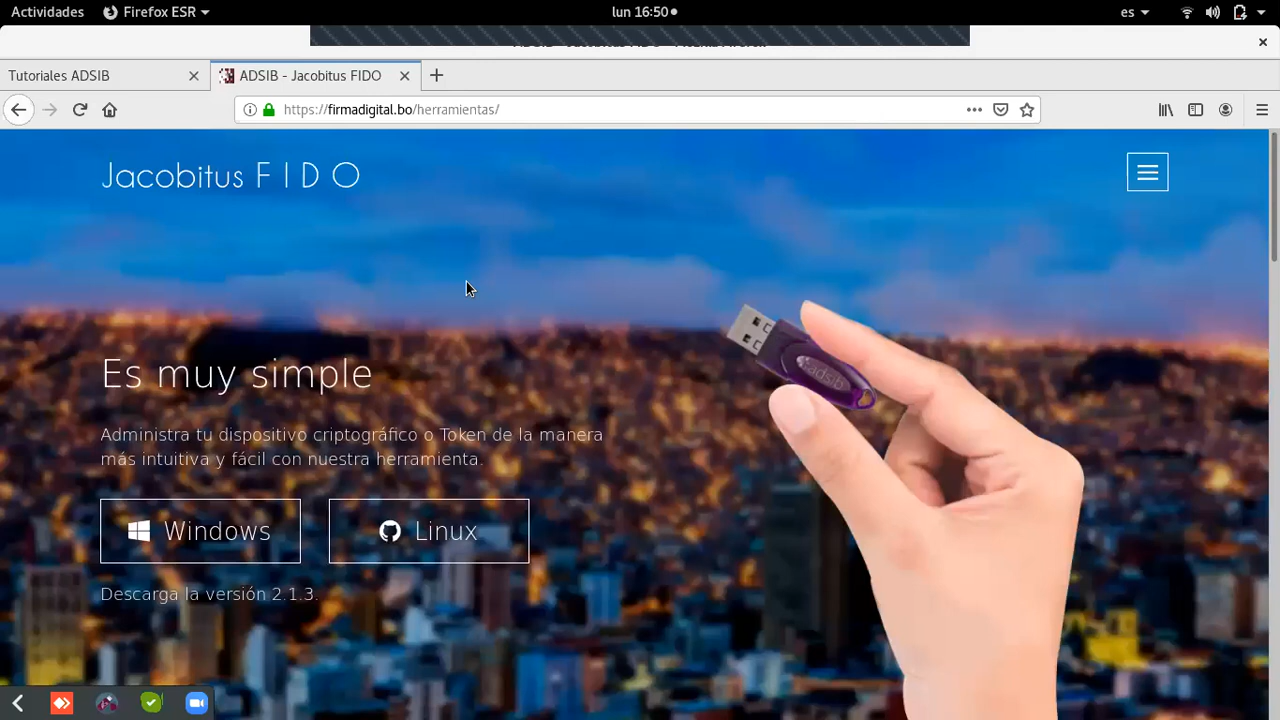 Actividades Firefox ESR lun 16:50 es
Tutoriales ADSIB ADSIB - Jacobitus FIDO
https://firmadigital.bo/herramientas/
Jacobitus F I D O
Es muy simple
Administra tu dispositivo criptográfico o Token de la manera
más intuitiva y fácil con nuestra herramienta.
Windows Linux
Descarga la versión 2.1.3.
adsib